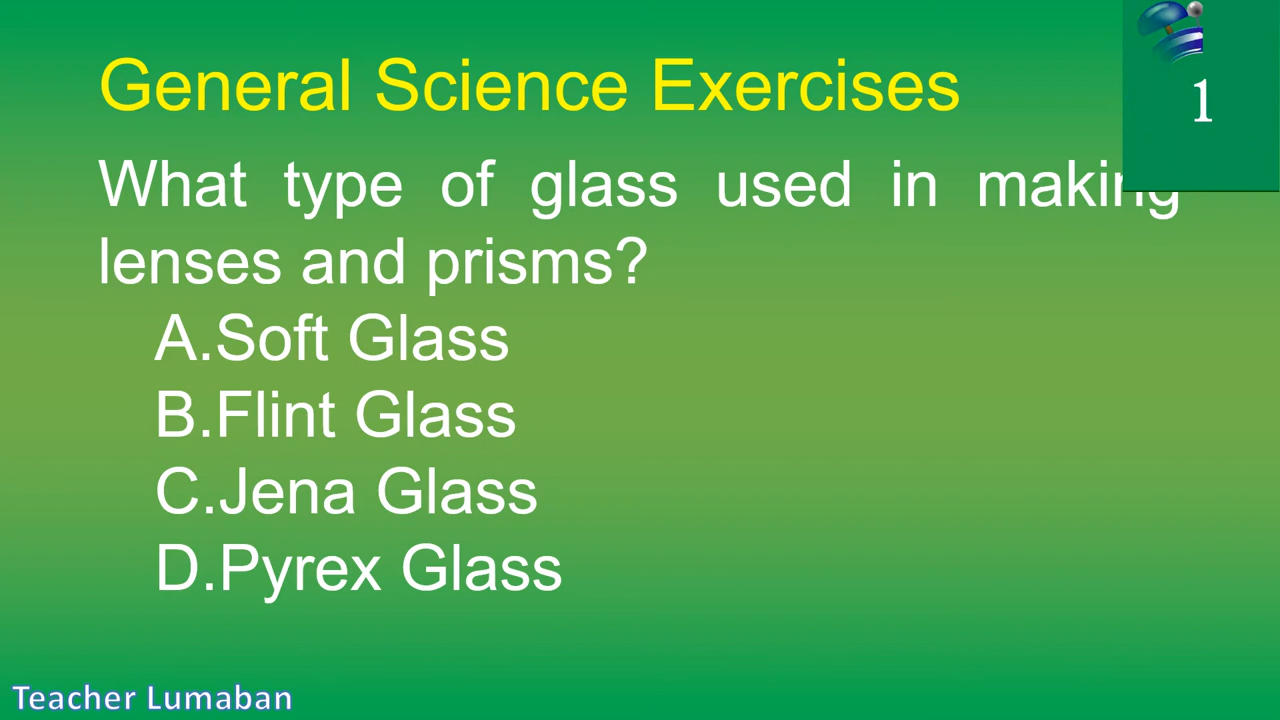 General Science Exercises
1
What type of glass used in making
lenses and prisms?
A.Soft Glass
B.Flint Glass
C.Jena Glass
D.Pyrex Glass
Teacher Lumaban